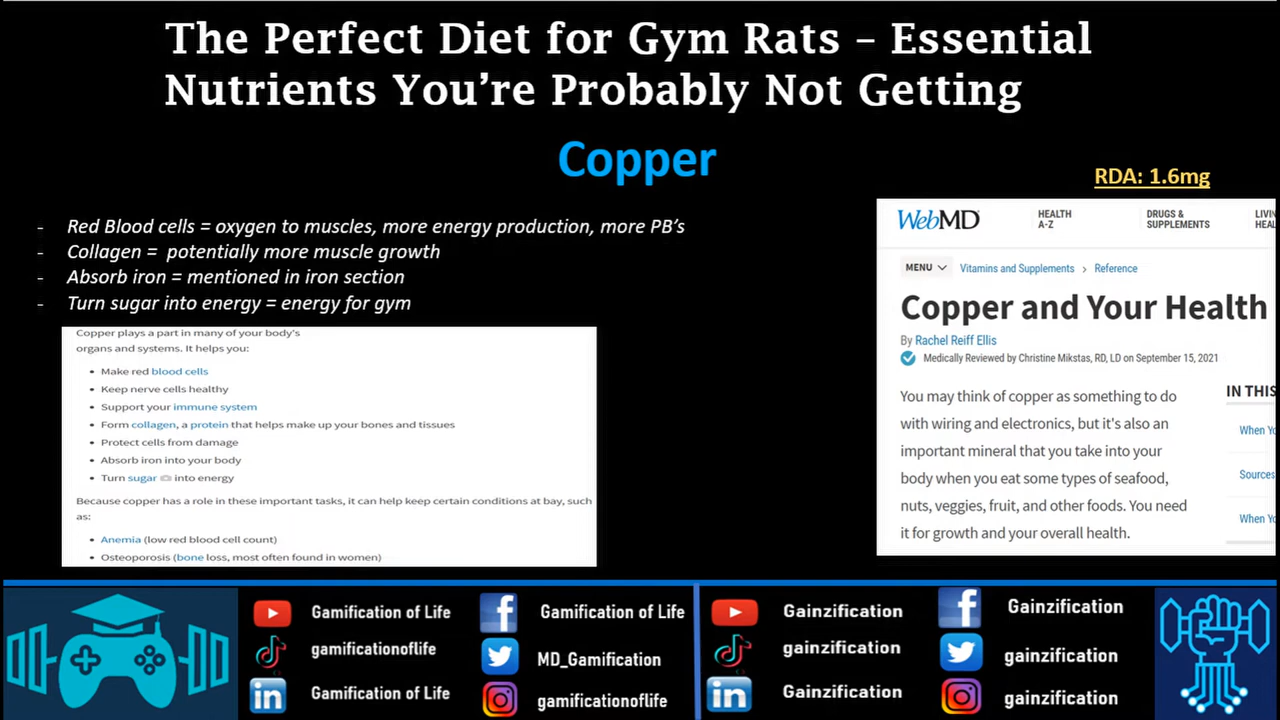 The Perfect Diet for Gym Rats – Essential
Nutrients You're Probably Not Getting
Copper
RDA: 1.6mg
- Red Blood cells = oxygen to muscles, more energy production, more PB's
- Collagen = potentially more muscle growth
- Absorb iron = mentioned in iron section
- Turn sugar into energy = energy for gym
Copper plays a part in many of your body's
organs and systems. It helps you:
• Make red blood cells
• Keep nerve cells healthy
• Support your immune system
• Form collagen, a protein that helps make up your bones and tissues
• Protect cells from damage
• Absorb iron into your body
• Turn sugar into energy
Because copper has a role in these important tasks, it can help keep certain conditions at bay, such
as:
• Anemia (low red blood cell count)
• Osteoporosis (bone loss, most often found in women)
WebMD
HEALTH
A-Z
DRUGS &
SUPPLEMENTS
LIVIN
HEAL
MENU
Vitamins and Supplements > Reference
Copper and Your Health
By Rachel Reiff Ellis
Medically Reviewed by Christine Mikstas, RD, LD on September 15, 2021
You may think of copper as something to do
with wiring and electronics, but it's also an
important mineral that you take into your
body when you eat some types of seafood,
nuts, veggies, fruit, and other foods. You need
it for growth and your overall health.
IN THIS
When Yo
Sources
When Yo
Gamification of Life
gamificationoflife
Gamification of Life
Gamification of Life
MD_Gamification
gamificationoflife
Gainzification
gainzification
Gainzification
Gainzification
gainzification
gainzification